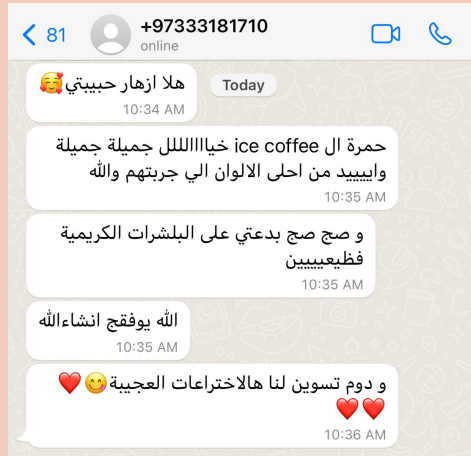 81
+97333181710
online
هلا ازهار حبيبتي🥰
10:34 AM
Today
حمرة ال ice coffee خيااااللللل جميلة جميلة
واييييد من احلى الالوان الي جربتهم والله
10:35 AM
و صج صج بدعتي على البلشرات الكريمية
فظيعيييين
10:35 AM
الله يوفقج انشاءالله
10:35 AM
و دوم تسوين لنا هالاختراعات العجيبة😋❤️
❤️❤️
10:36 AM